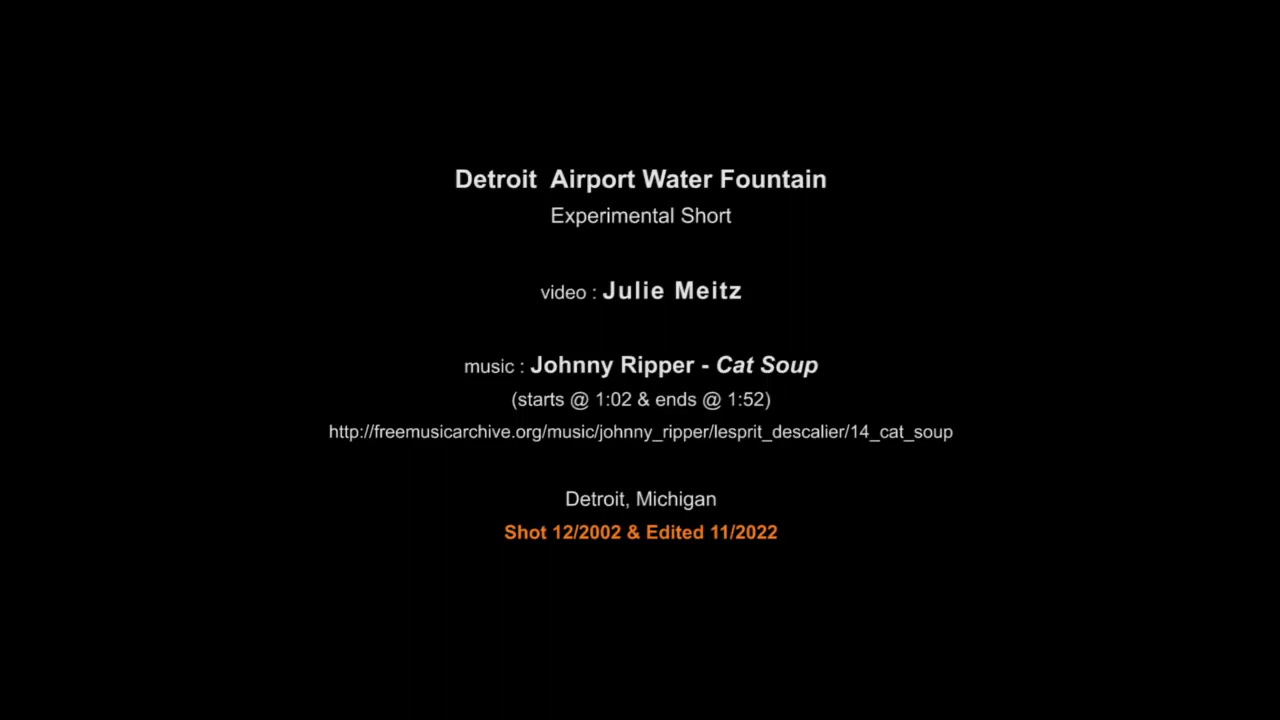 Detroit  Airport Water Fountain
Experimental Short
video : Julie Meitz
music : Johnny Ripper - Cat Soup
(starts @ 1:02 & ends @ 1:52)
http://freemusicarchive.org/music/johnny_ripper/lesprit_descalier/14_cat_soup
Detroit, Michigan
Shot 12/2002 & Edited 11/2022